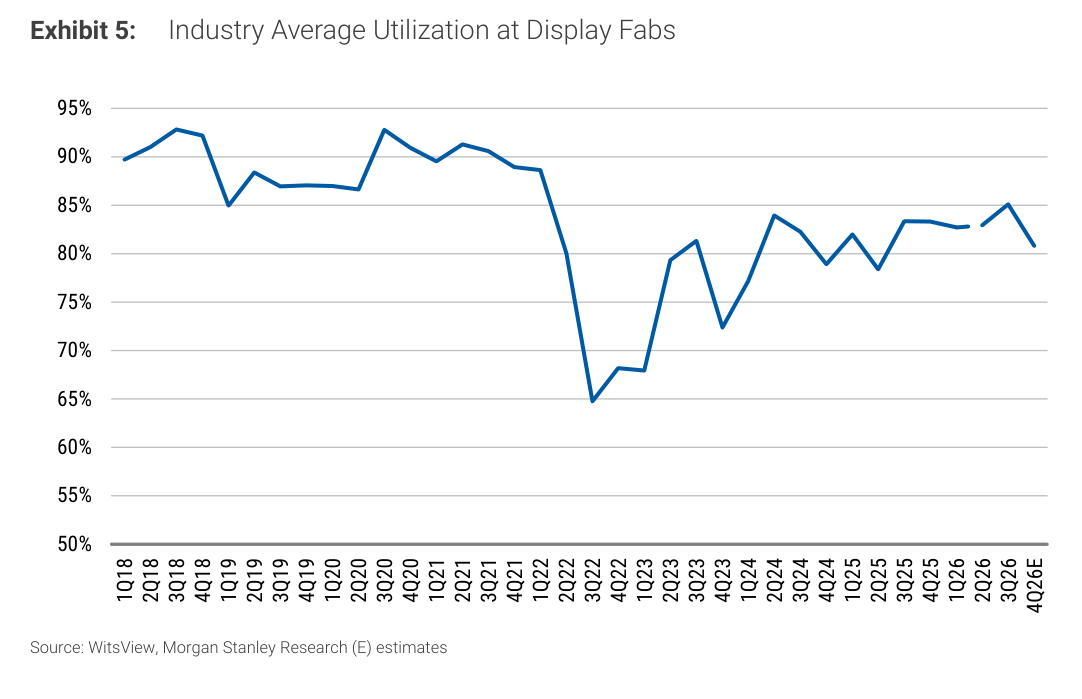 Exhibit 5: Industry Average Utilization at Display Fabs
95%
90%
85%
80%
75%
70%
65%
60%
55%
50%
1Q18
2Q18
3Q18
4Q18
1Q19
2Q19
3Q19
4Q19
1Q20
2Q20
3Q20
4Q20
1Q21
2Q21
3Q21
4Q21
1Q22
2Q22
3Q22
4Q22
1Q23
2Q23
3Q23
4Q23
1Q24
2Q24
3Q24
4Q24
1Q25
2Q25
3Q25
4Q25
1Q26
2Q26
3Q26
4Q26E
Source: WitsView, Morgan Stanley Research (E) estimates